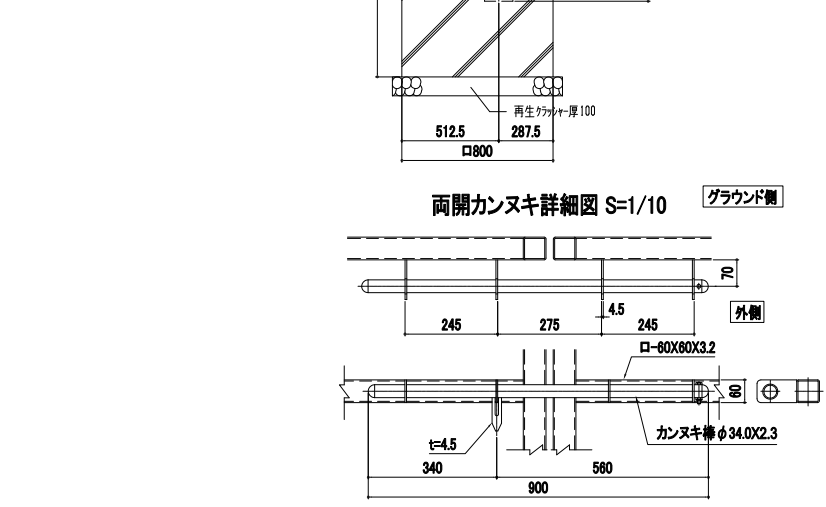 再生クラッシャー厚100
512.5
287.5
口800
両開カンヌキ詳細図 S=1/10
グラウンド側
70
4.5
外側
245
275
245
ロ-60X60X3.2
60
カンヌキ棒φ34.0X2.3
t=4.5
340
560
900